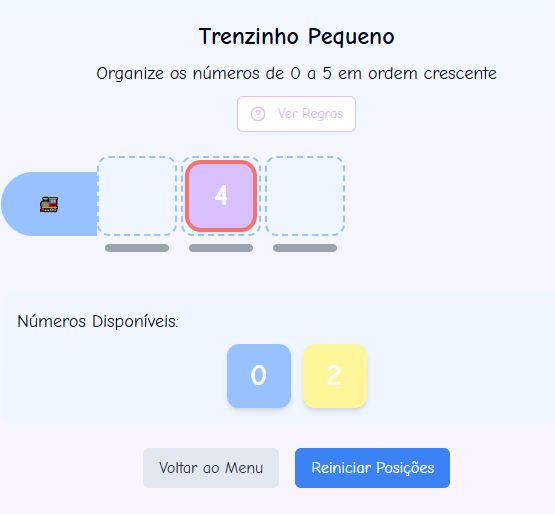 Trenzinho Pequeno
Organize os números de 0 a 5 em ordem crescente
Ver Regras
4
Números Disponíveis:
0 2
Voltar ao Menu Reiniciar Posições